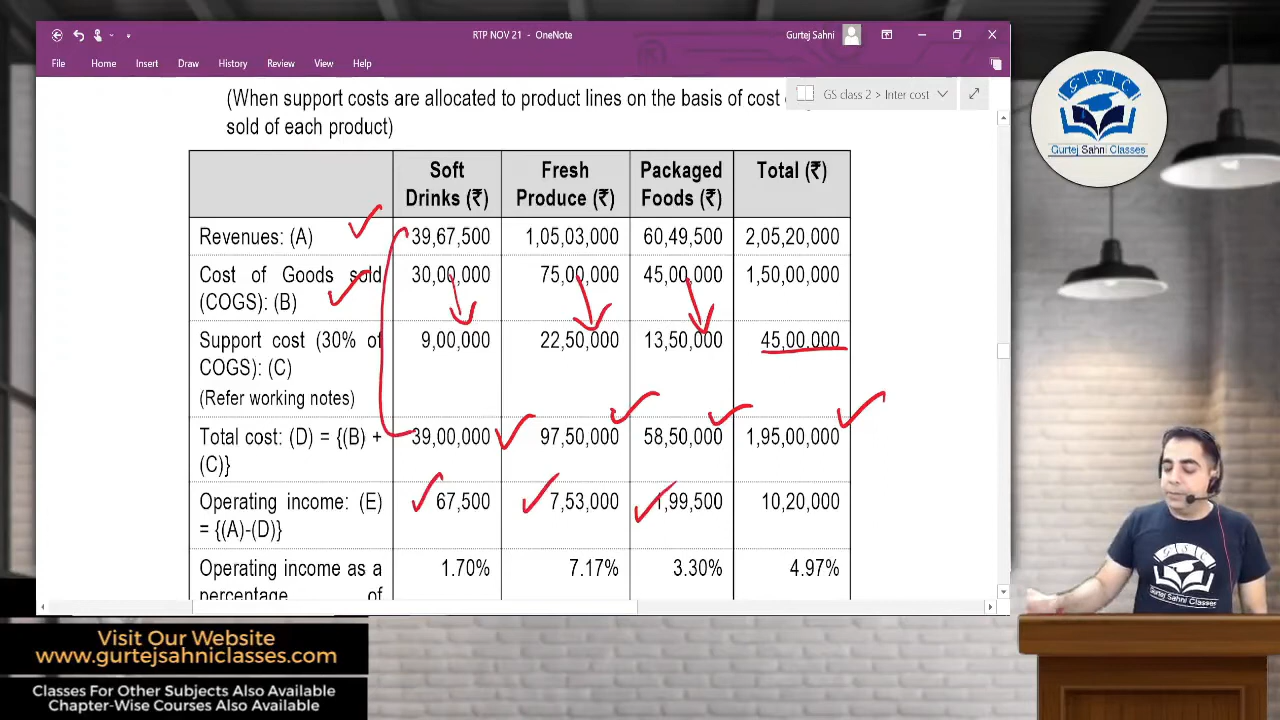 RTP NOV 21 - OneNote
Gurtej Sahni
File Home Insert Draw History Review View Help
GS class 2 > Inter cost
(When support costs are allocated to product lines on the basis of cost
sold of each product)
Soft Drinks (₹) Fresh Produce (₹) Packaged Foods (₹) Total (₹)
Revenues: (A) 39,67,500 1,05,03,000 60,49,500 2,05,20,000
Cost of Goods sold 30,00,000 75,00,000 45,00,000 1,50,00,000
(COGS): (B)
Support cost (30% of 9,00,000 22,50,000 13,50,000 45,00,000
COGS): (C)
(Refer working notes)
Total cost: (D) = {(B) + 39,00,000 97,50,000 58,50,000 1,95,00,000
(C)}
Operating income: (E) 67,500 7,53,000 1,99,500 10,20,000
= {(A)-(D)}
Operating income as a 1.70% 7.17% 3.30% 4.97%
percentage of
GSC
Gurtej Sahni Classes
GSC
Gurtej Sahni Classes
Visit Our Website
www.gurtejsahniclasses.com
Classes For Other Subjects Also Available
Chapter-Wise Courses Also Available